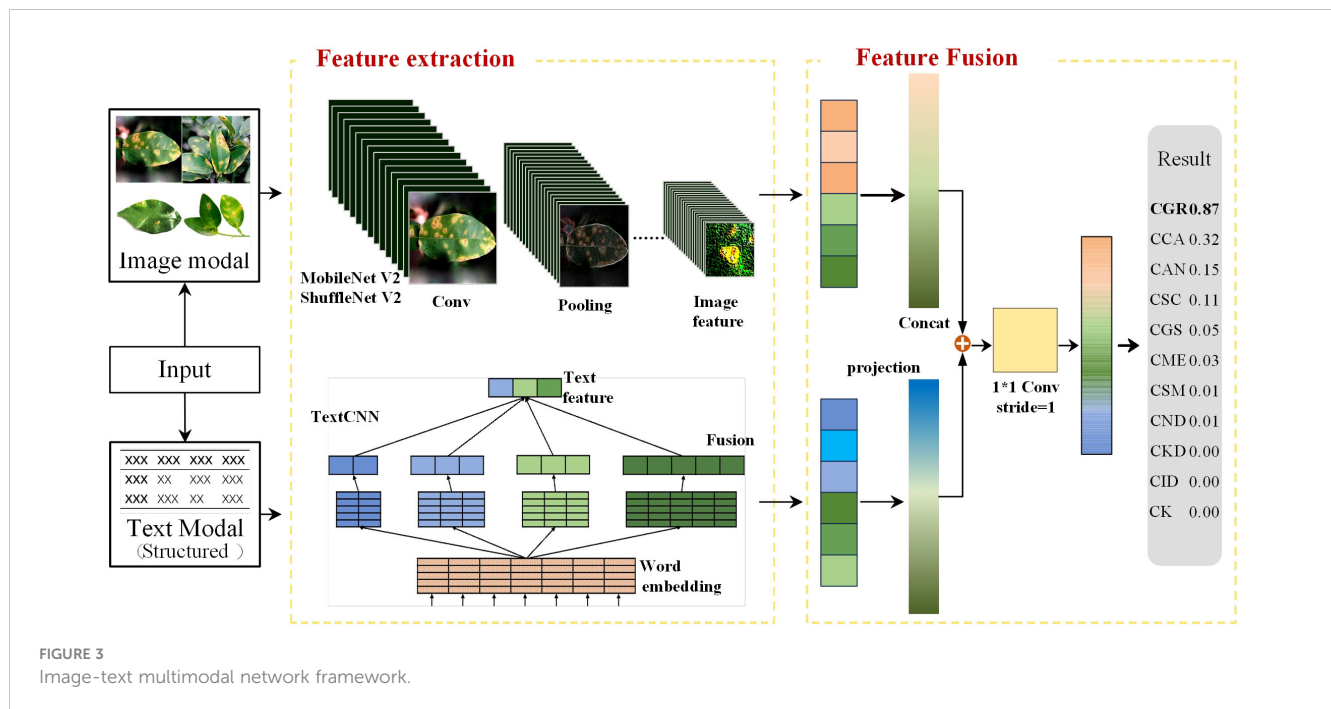 Feature extraction
Feature Fusion
Image modal
Input
XXX XXX XXX XXX
XXX XX XXX XXX
XXX XXX XX XXX
Text Modal
(Structured )
MobileNet V2
ShuffleNet V2
Conv
Pooling
......
Image
feature
TextCNN
Text
feature
Fusion
Word
embedding
Concat
projection
1*1 Conv
stride=1
Result
CGR 0.87
CCA 0.32
CAN 0.15
CSC 0.11
CGS 0.05
CME 0.03
CSM 0.01
CND 0.01
CKD 0.00
CID 0.00
CK 0.00
FIGURE 3
Image-text multimodal network framework.